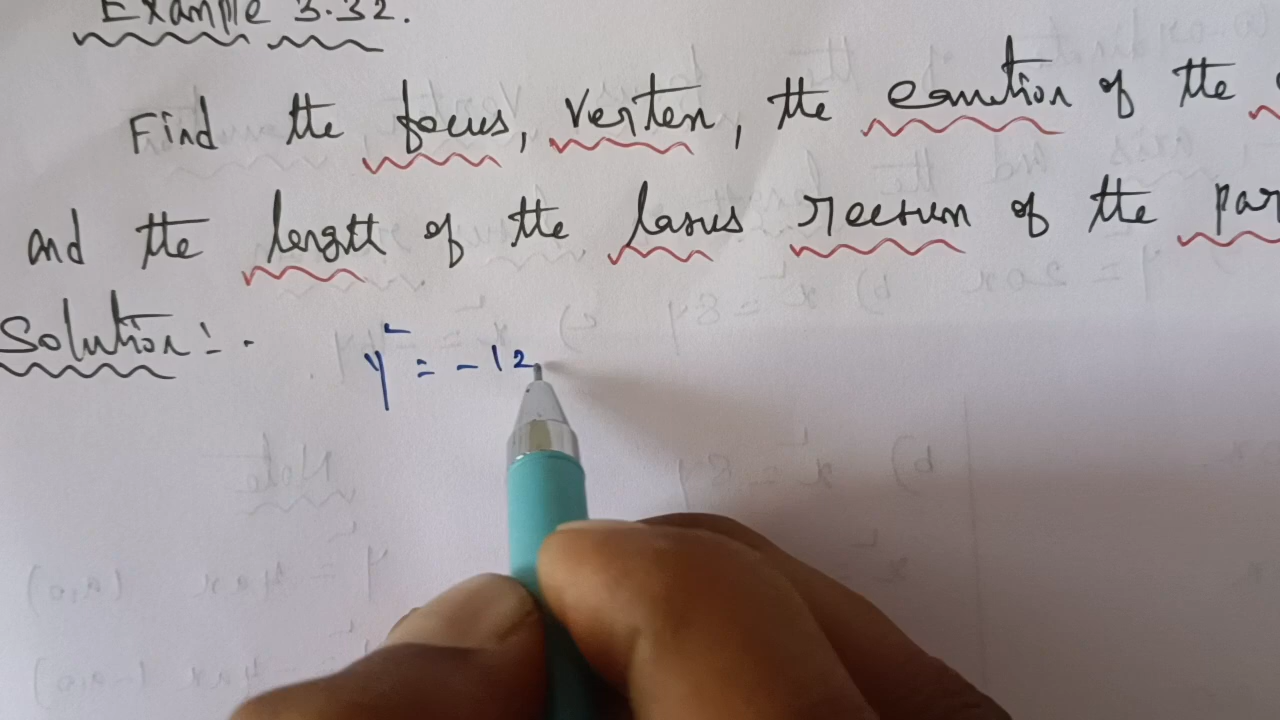 Example 3.32.
Find the focus, Verten, the equation of the
and the length of the latus rectum of the par
Solution:-
y² = -12